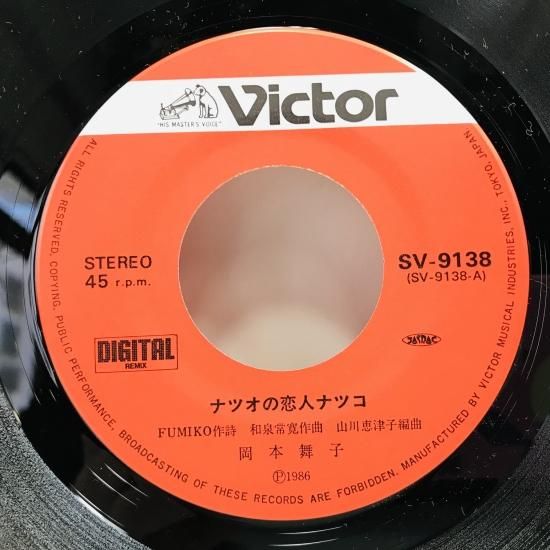 Victor
"HIS MASTER'S VOICE"
STEREO
45 r.p.m.
SV-9138
(SV-9138-A)
DIGITAL
REMIX
JASRAC
ナツオの恋人ナツコ
FUMIKO作詩 和泉常寛作曲 山川恵津子編曲
岡本舞子
Ⓟ1986
ALL RIGHTS RESERVED. COPYING, PUBLIC PERFORMANCE, BROADCASTING OF THESE RECORDS ARE FORBIDDEN. MANUFACTURED BY VICTOR MUSICAL INDUSTRIES, INC., TOKYO, JAPAN